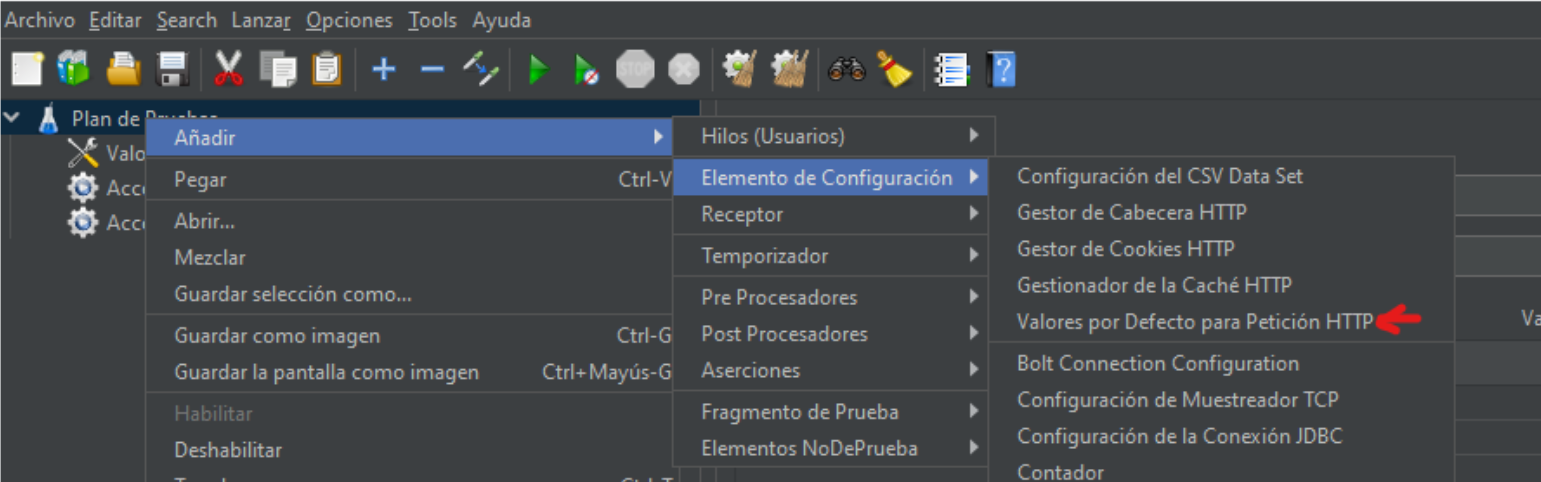 Archivo Editar Search Lanzar Opciones Tools Ayuda
STOP
?
Plan de Pruebas
Valo
Acce
Acce
Añadir
Pegar Ctrl-V
Abrir...
Mezclar
Guardar selección como...
Guardar como imagen Ctrl-G
Guardar la pantalla como imagen Ctrl+Mayús-G
Habilitar
Deshabilitar
Hilos (Usuarios)
Elemento de Configuración
Receptor
Temporizador
Pre Procesadores
Post Procesadores
Aserciones
Fragmento de Prueba
Elementos NoDePrueba
Configuración del CSV Data Set
Gestor de Cabecera HTTP
Gestor de Cookies HTTP
Gestionador de la Caché HTTP
Valores por Defecto para Petición HTTP
Bolt Connection Configuration
Configuración de Muestreador TCP
Configuración de la Conexión JDBC
Contador
Va